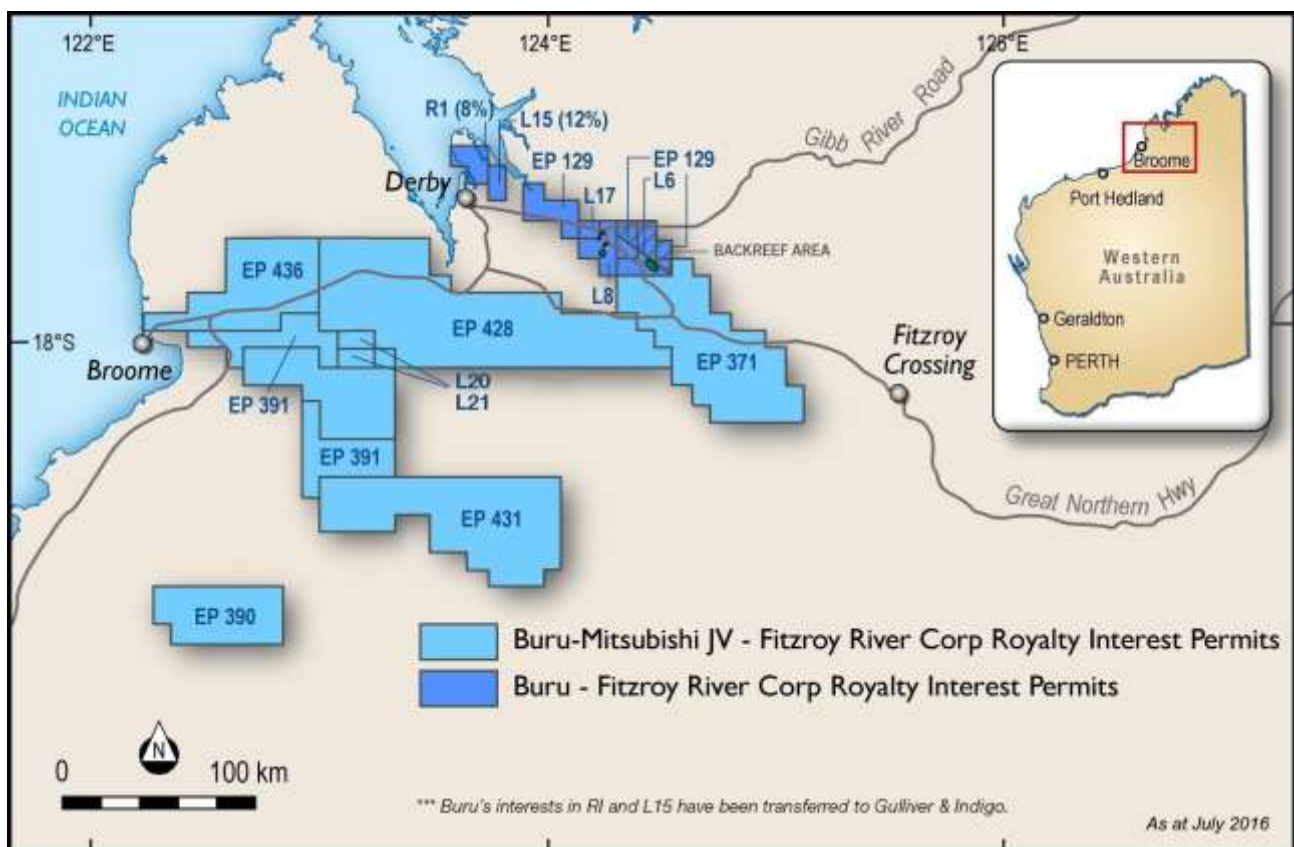 122°E
124°E
126°E
INDIAN
OCEAN
R1 (8%)
L15 (12%)
Gibb River Road
EP 129
EP 129
L6
Derby
L17
BACKREEF AREA
EP 436
L8
EP 428
18°S
Broome
EP 371
Fitzroy
Crossing
L20
L21
EP 391
EP 391
Great Northern Hwy
EP 431
EP 390
Broome
Port Hedland
Western
Australia
Geraldton
PERTH
Buru-Mitsubishi JV - Fitzroy River Corp Royalty Interest Permits
Buru - Fitzroy River Corp Royalty Interest Permits
N
0 100 km
*** Buru's interests in RI and L15 have been transferred to Gulliver & Indigo.
As at July 2016